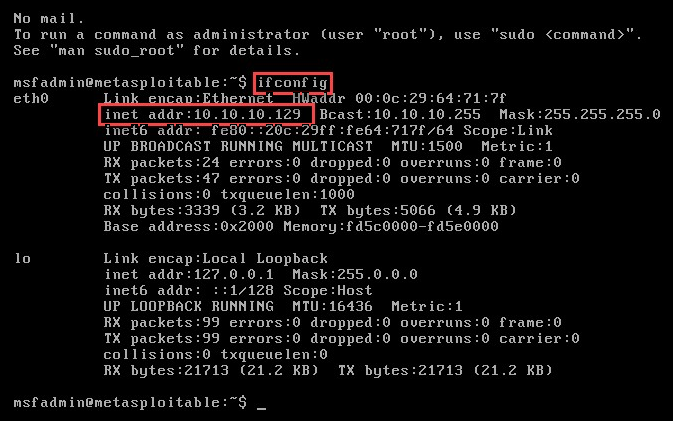 No mail.
To run a command as administrator (user "root"), use "sudo <command>".
See "man sudo_root" for details.
msfadmin@metasploitable:~$ ifconfig
eth0      Link encap:Ethernet  HWaddr 00:0c:29:64:71:7f
          inet addr:10.10.10.129  Bcast:10.10.10.255  Mask:255.255.255.0
          inet6 addr: fe80::20c:29ff:fe64:717f/64 Scope:Link
          UP BROADCAST RUNNING MULTICAST  MTU:1500  Metric:1
          RX packets:24 errors:0 dropped:0 overruns:0 frame:0
          TX packets:47 errors:0 dropped:0 overruns:0 carrier:0
          collisions:0 txqueuelen:1000
          RX bytes:3339 (3.2 KB)  TX bytes:5066 (4.9 KB)
          Base address:0x2000 Memory:fd5c0000-fd5e0000
lo        Link encap:Local Loopback
          inet addr:127.0.0.1  Mask:255.0.0.0
          inet6 addr: ::1/128 Scope:Host
          UP LOOPBACK RUNNING  MTU:16436  Metric:1
          RX packets:99 errors:0 dropped:0 overruns:0 frame:0
          TX packets:99 errors:0 dropped:0 overruns:0 carrier:0
          collisions:0 txqueuelen:0
          RX bytes:21713 (21.2 KB)  TX bytes:21713 (21.2 KB)
msfadmin@metasploitable:~$ _